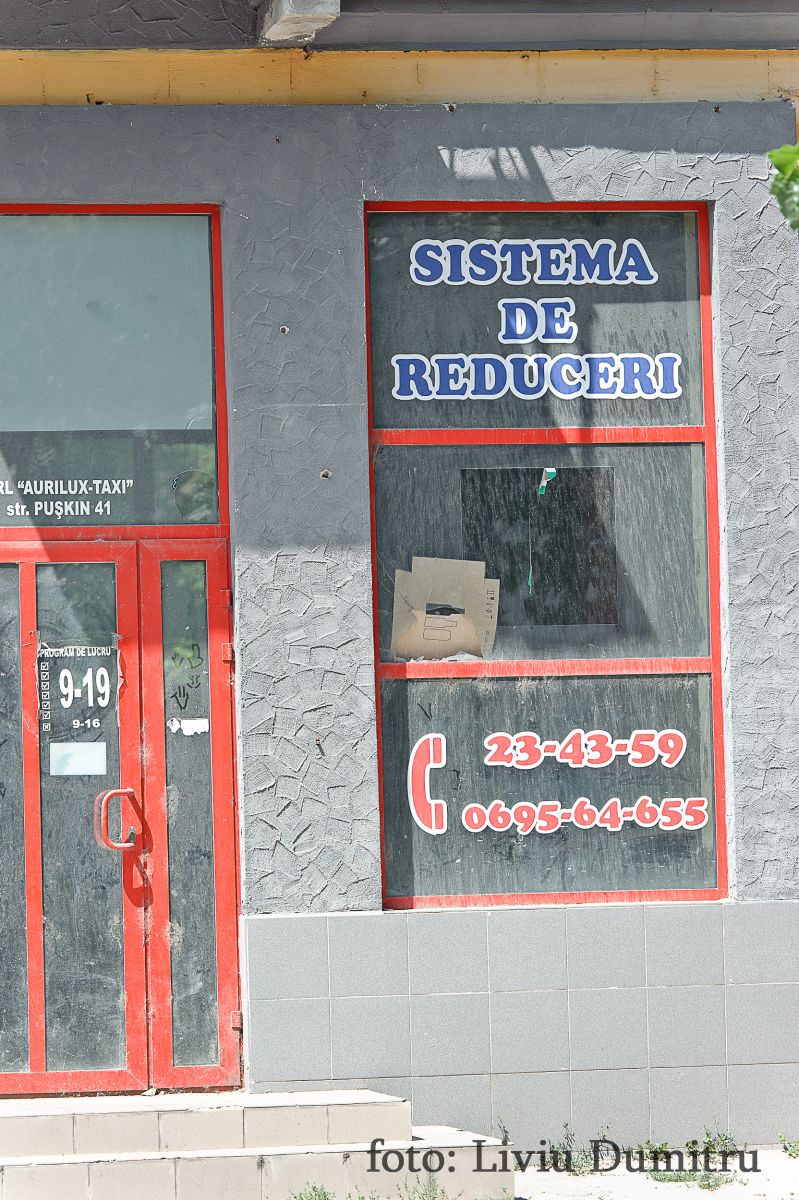 SISTEMA
DE
REDUCERI
RL "AURILUX-TAXI"
str. PUŞKIN 41
PROGRAM DE LUCRU
9-19
9-16
23-43-59
0695-64-655
foto: Liviu Dumitru